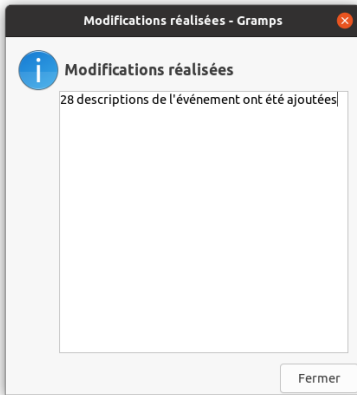 Modifications réalisées - Gramps
Modifications réalisées
28 descriptions de l'événement ont été ajoutées
Fermer